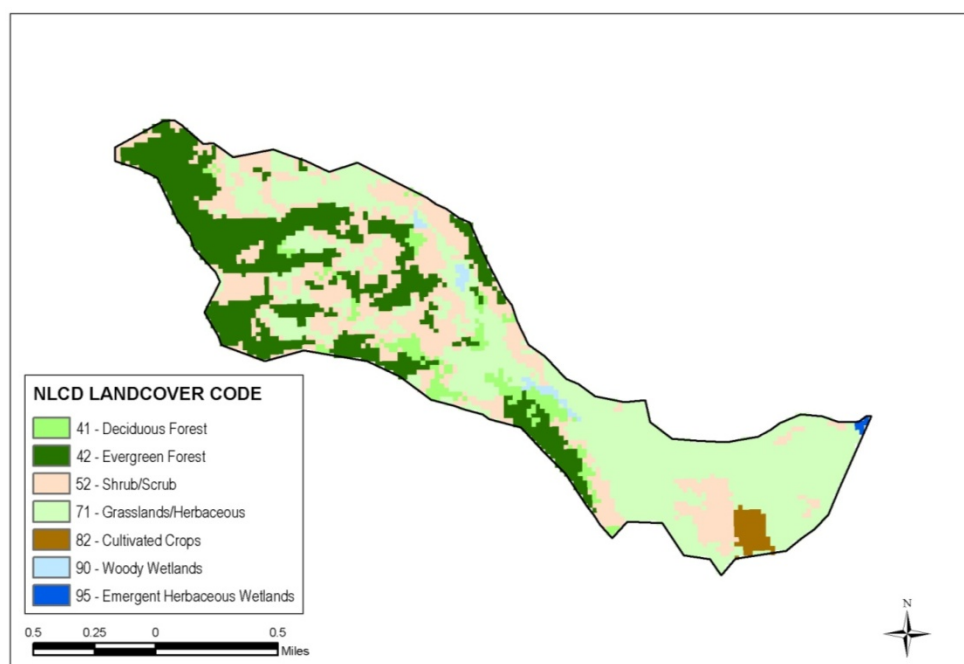 NLCD LANDCOVER CODE
41 - Deciduous Forest
42 - Evergreen Forest
52 - Shrub/Scrub
71 - Grasslands/Herbaceous
82 - Cultivated Crops
90 - Woody Wetlands
95 - Emergent Herbaceous Wetlands
0.5 0.25 0 0.5
Miles
N